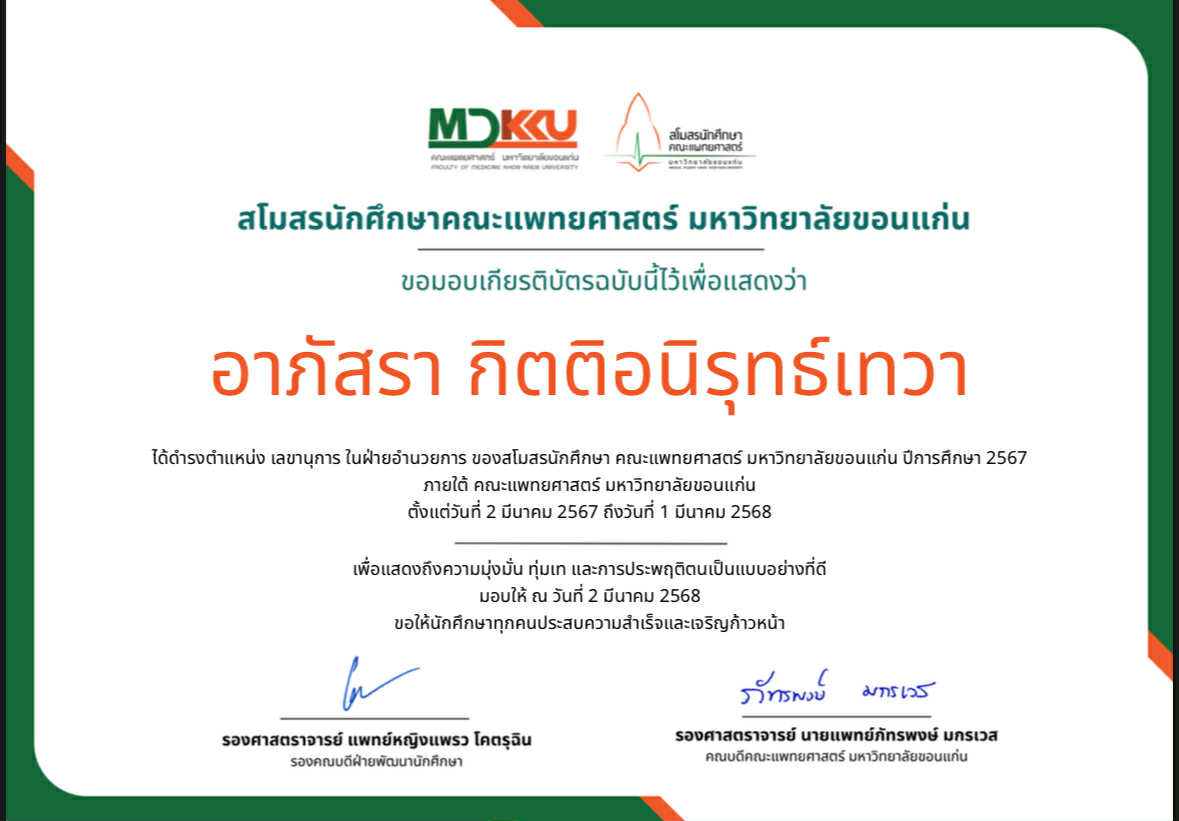 MDKKU
คณะแพทยศาสตร์ มหาวิทยาลัยขอนแก่น
FACULTY OF MEDICINE KHON KAEN UNIVERSITY
สโมสรนักศึกษา
คณะแพทยศาสตร์
มหาวิทยาลัยขอนแก่น
สโมสรนักศึกษาคณะแพทยศาสตร์ มหาวิทยาลัยขอนแก่น
ขอมอบเกียรติบัตรฉบับนี้ไว้เพื่อแสดงว่า
อาภัสรา กิตติอนิรุทธ์เทวา
ได้ดำรงตำแหน่ง เลขานุการ ในฝ่ายอำนวยการ ของสโมสรนักศึกษา คณะแพทยศาสตร์ มหาวิทยาลัยขอนแก่น ปีการศึกษา 2567
ภายใต้ คณะแพทยศาสตร์ มหาวิทยาลัยขอนแก่น
ตั้งแต่วันที่ 2 มีนาคม 2567 ถึงวันที่ 1 มีนาคม 2568
เพื่อแสดงถึงความมุ่งมั่น ทุ่มเท และการประพฤติตนเป็นแบบอย่างที่ดี
มอบให้ ณ วันที่ 2 มีนาคม 2568
ขอให้นักศึกษาทุกคนประสบความสำเร็จและเจริญก้าวหน้า
ภัทรพงษ์ มกรเวส
รองศาสตราจารย์ แพทย์หญิงแพรว โคตรุฉิน
รองคณบดีฝ่ายพัฒนานักศึกษา
รองศาสตราจารย์ นายแพทย์ภัทรพงษ์ มกรเวส
คณบดีคณะแพทยศาสตร์ มหาวิทยาลัยขอนแก่น